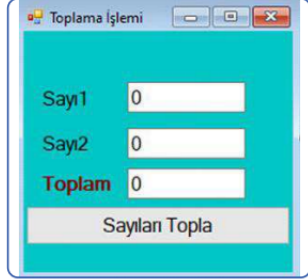 Toplama İşlemi
Sayı1 0
Sayı2 0
Toplam 0
Sayıları Topla